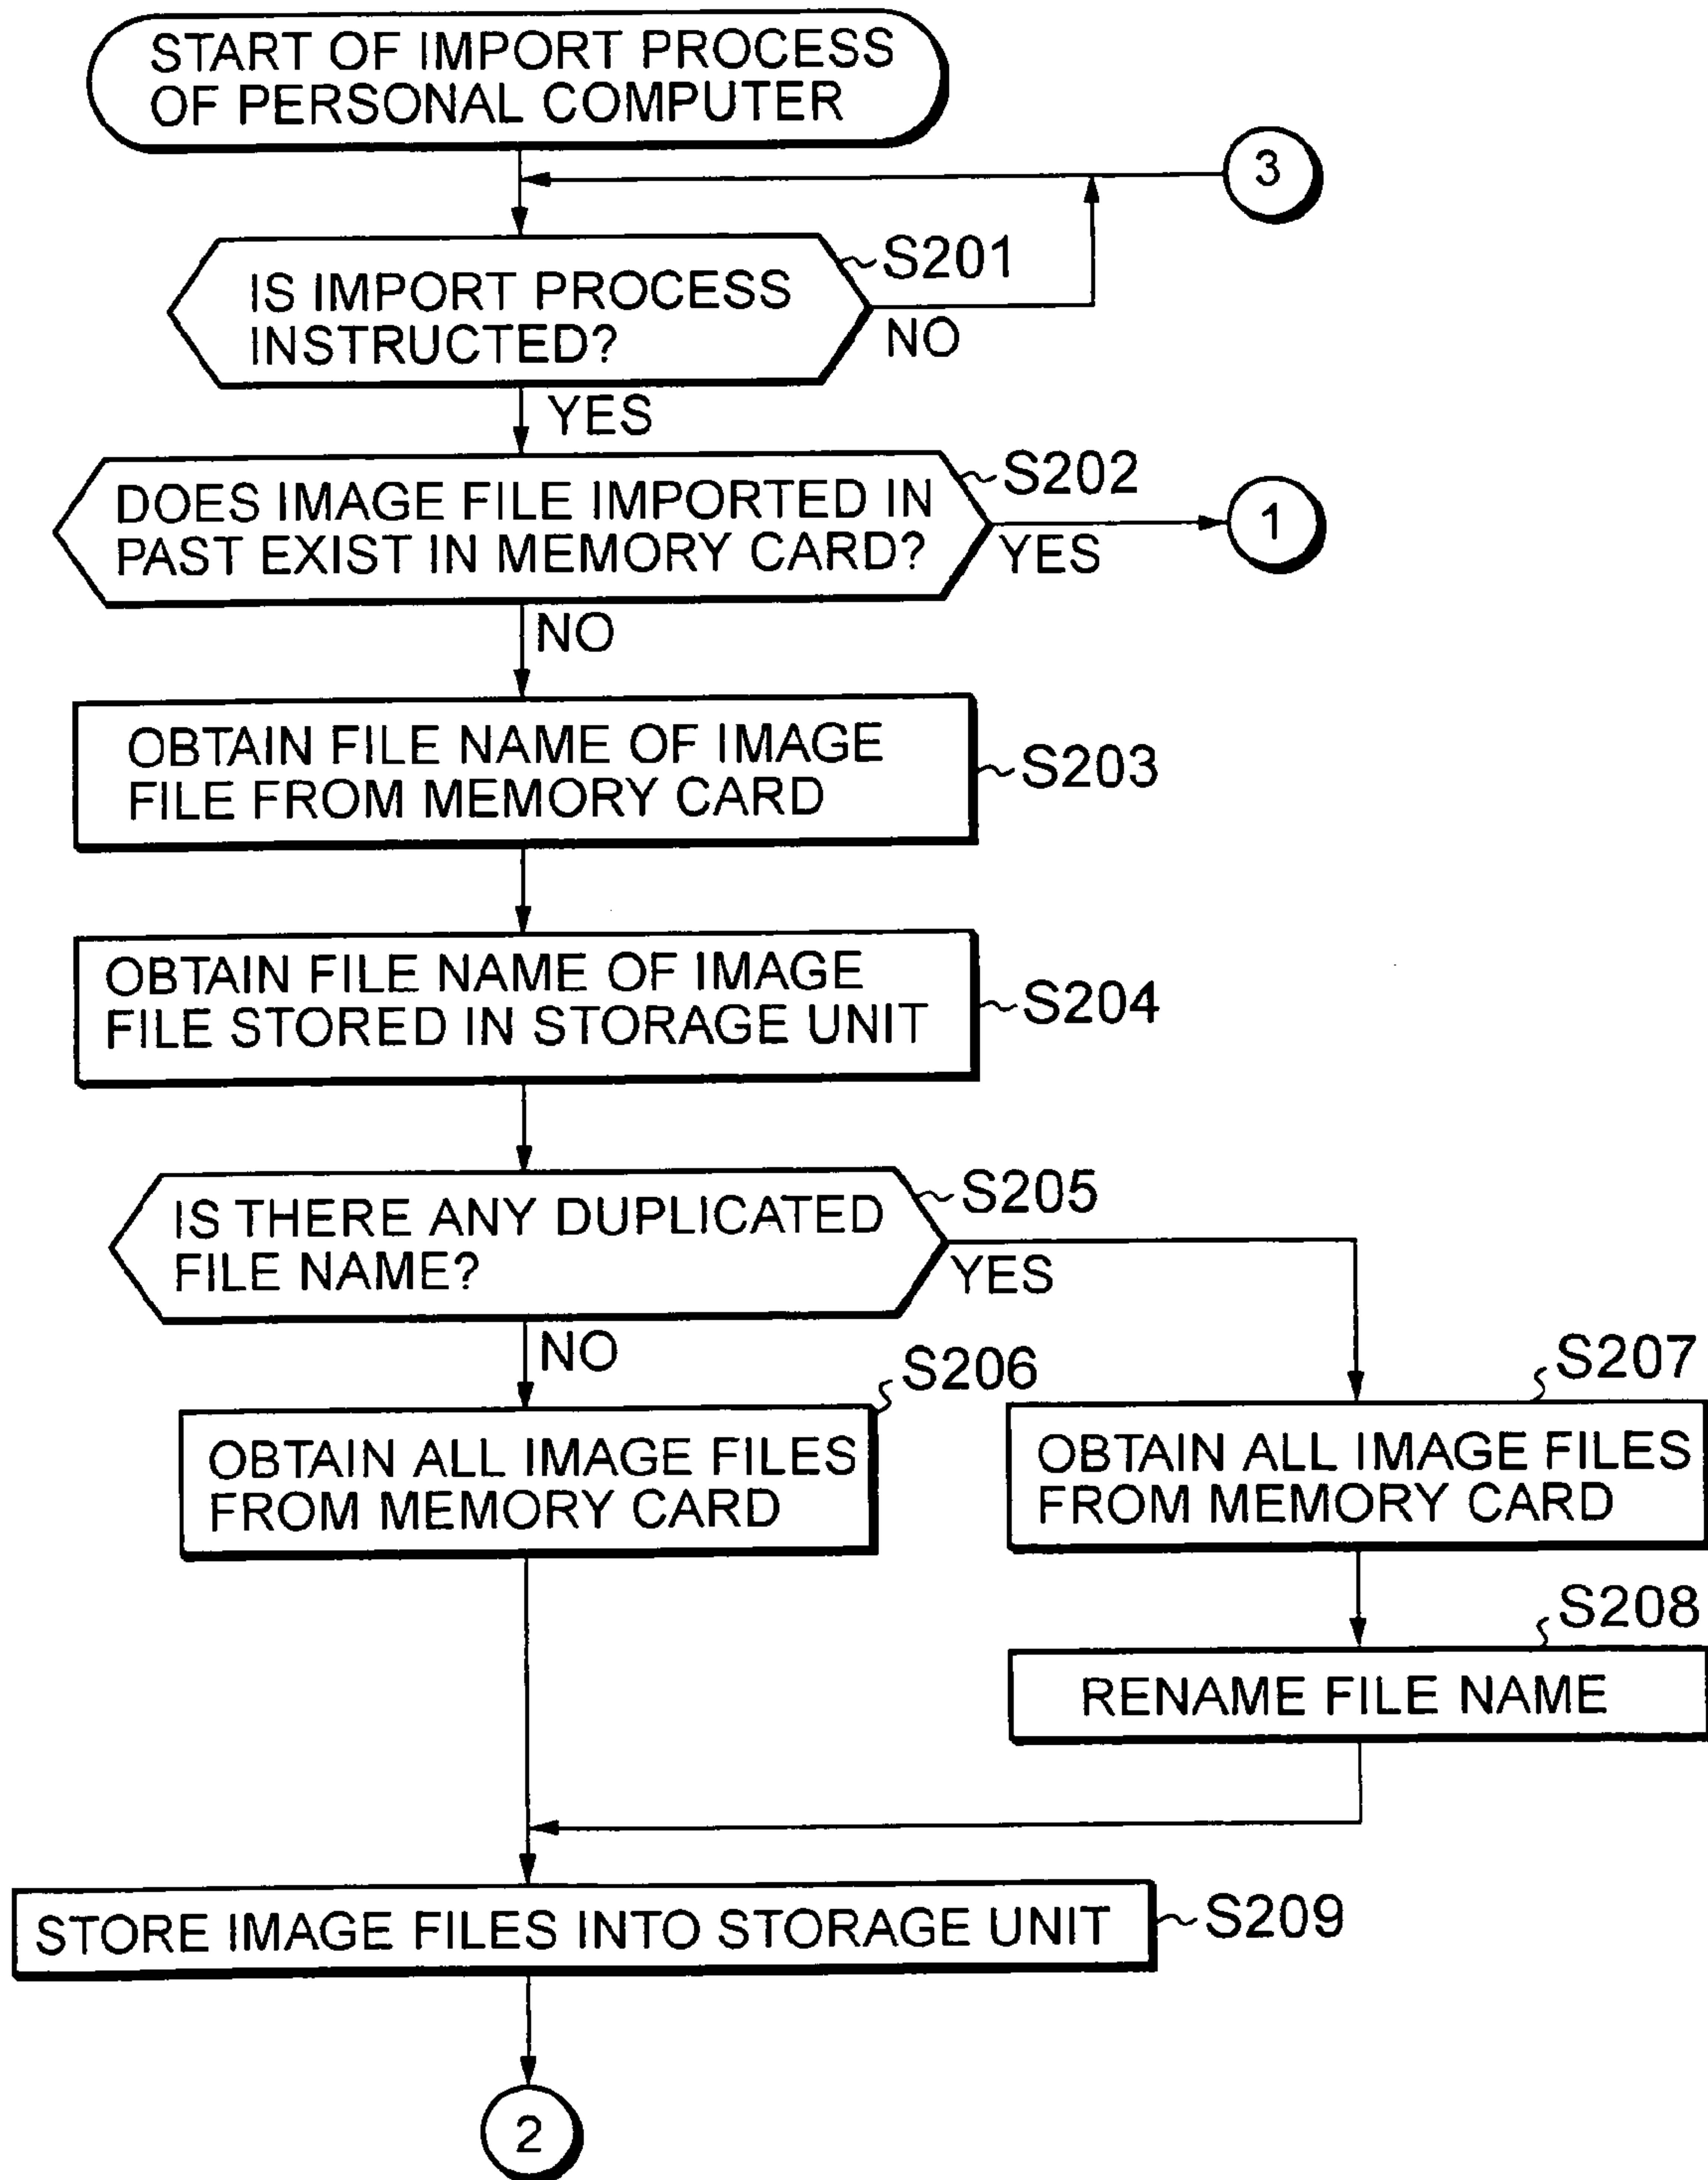 START OF IMPORT PROCESS
OF PERSONAL COMPUTER
3
S201
IS IMPORT PROCESS
INSTRUCTED?
NO
YES
S202
DOES IMAGE FILE IMPORTED IN
PAST EXIST IN MEMORY CARD?
YES
1
NO
OBTAIN FILE NAME OF IMAGE
FILE FROM MEMORY CARD
S203
OBTAIN FILE NAME OF IMAGE
FILE STORED IN STORAGE UNIT
S204
S205
IS THERE ANY DUPLICATED
FILE NAME?
YES
NO
S206
OBTAIN ALL IMAGE FILES
FROM MEMORY CARD
S207
OBTAIN ALL IMAGE FILES
FROM MEMORY CARD
S208
RENAME FILE NAME
STORE IMAGE FILES INTO STORAGE UNIT
S209
2